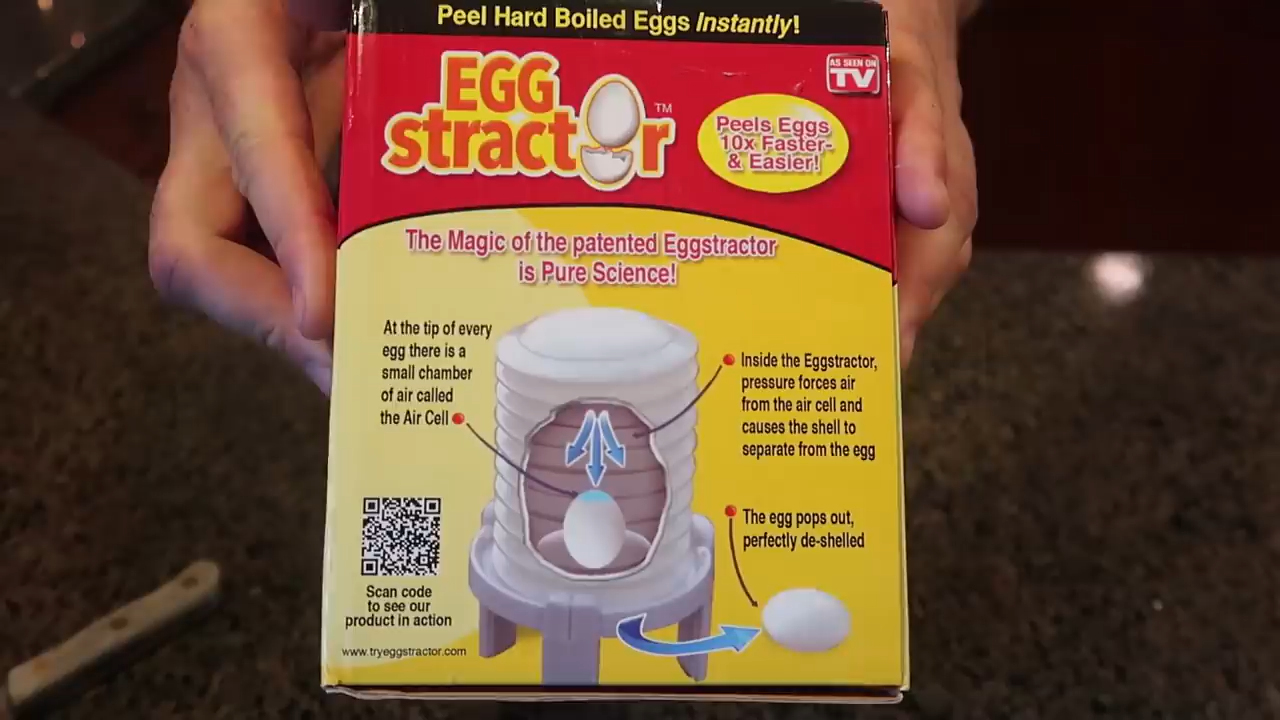 Peel Hard Boiled Eggs Instantly!
EGG
stractor™
AS SEEN ON
TV
Peels Eggs
10x Faster-
& Easier!
The Magic of the patented Eggstractor
is Pure Science!
At the tip of every
egg there is a
small chamber
of air called
the Air Cell
Inside the Eggstractor,
pressure forces air
from the air cell and
causes the shell to
separate from the egg
The egg pops out,
perfectly de-shelled
Scan code
to see our
product in action
www.tryeggstractor.com